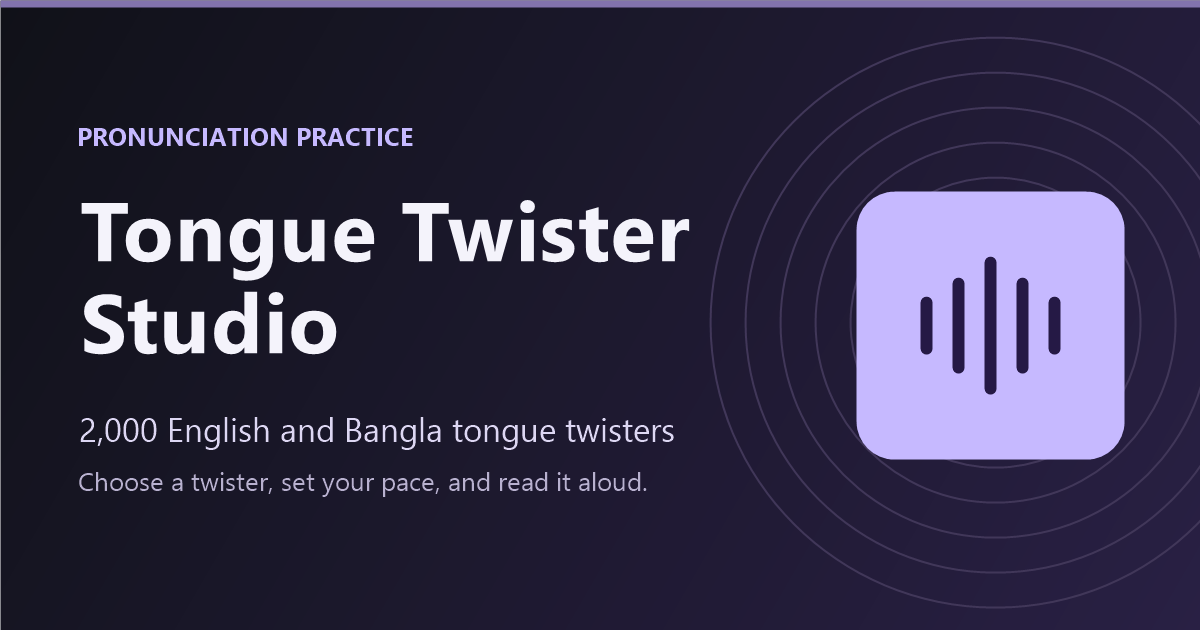 PRONUNCIATION PRACTICE
Tongue Twister
Studio
2,000 English and Bangla tongue twisters
Choose a twister, set your pace, and read it aloud.